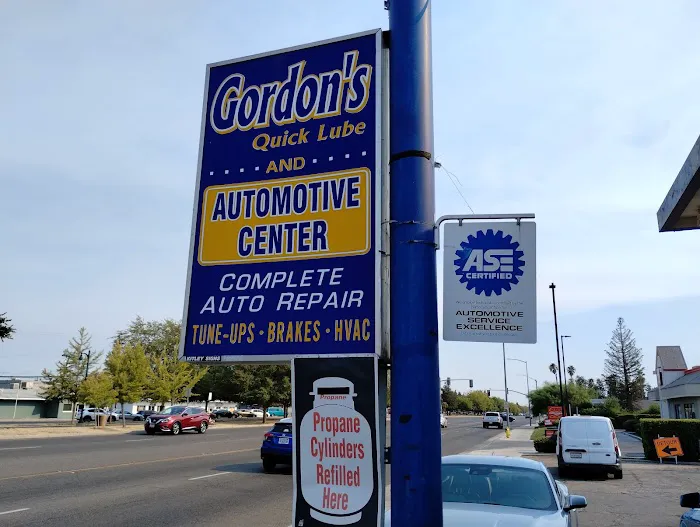 Gordon's
Quick Lube
AND
AUTOMOTIVE
CENTER
COMPLETE
AUTO REPAIR
TUNE-UPS · BRAKES · HVAC
ASE
CERTIFIED
AUTOMOTIVE
SERVICE
EXCELLENCE
Propane
Propane
Cylinders
Refilled
Here